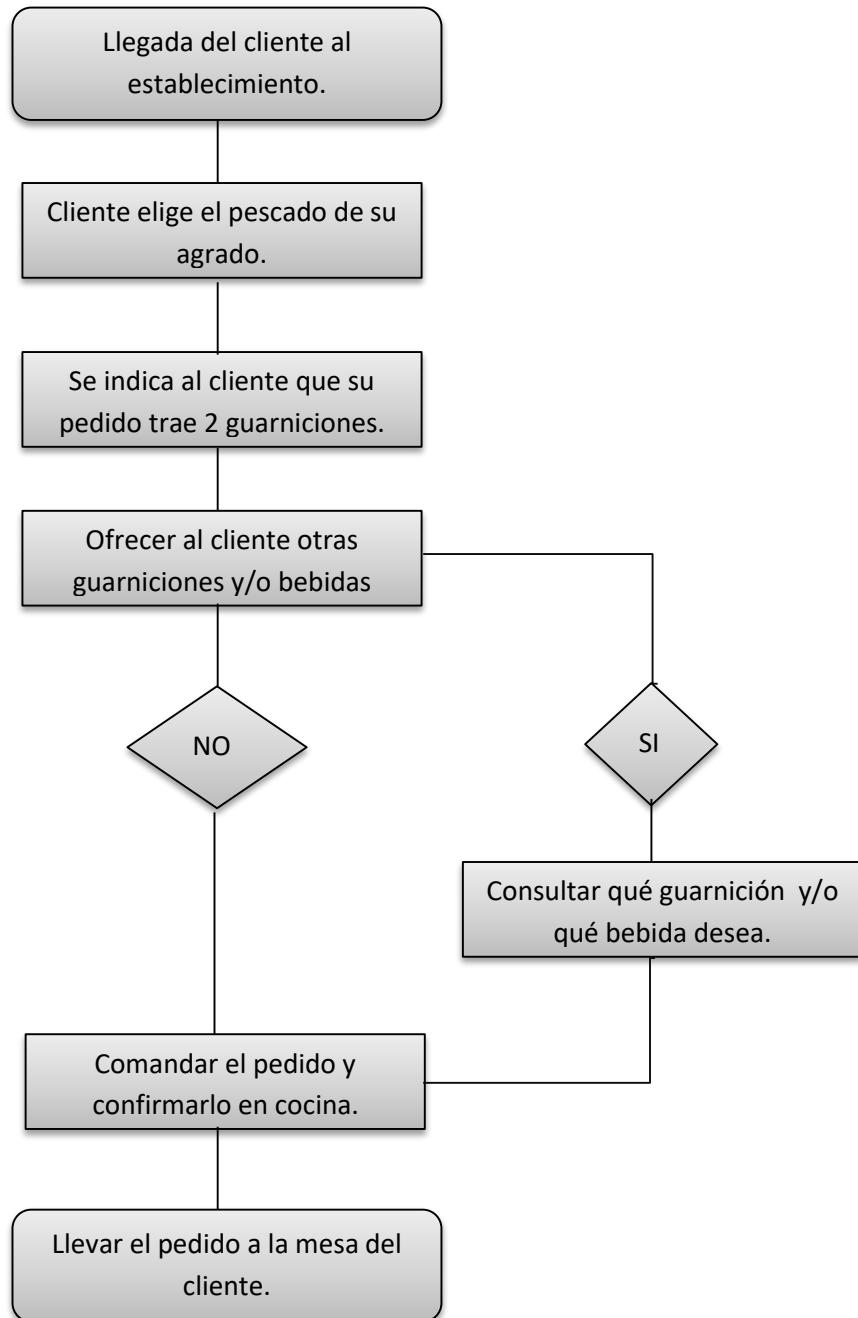 Llegada del cliente al
establecimiento.
Cliente elige el pescado de su
agrado.
Se indica al cliente que su
pedido trae 2 guarniciones.
Ofrecer al cliente otras
guarniciones y/o bebidas
NO
SI
Consultar qué guarnición  y/o
qué bebida desea.
Comandar el pedido y
confirmarlo en cocina.
Llevar el pedido a la mesa del
cliente.